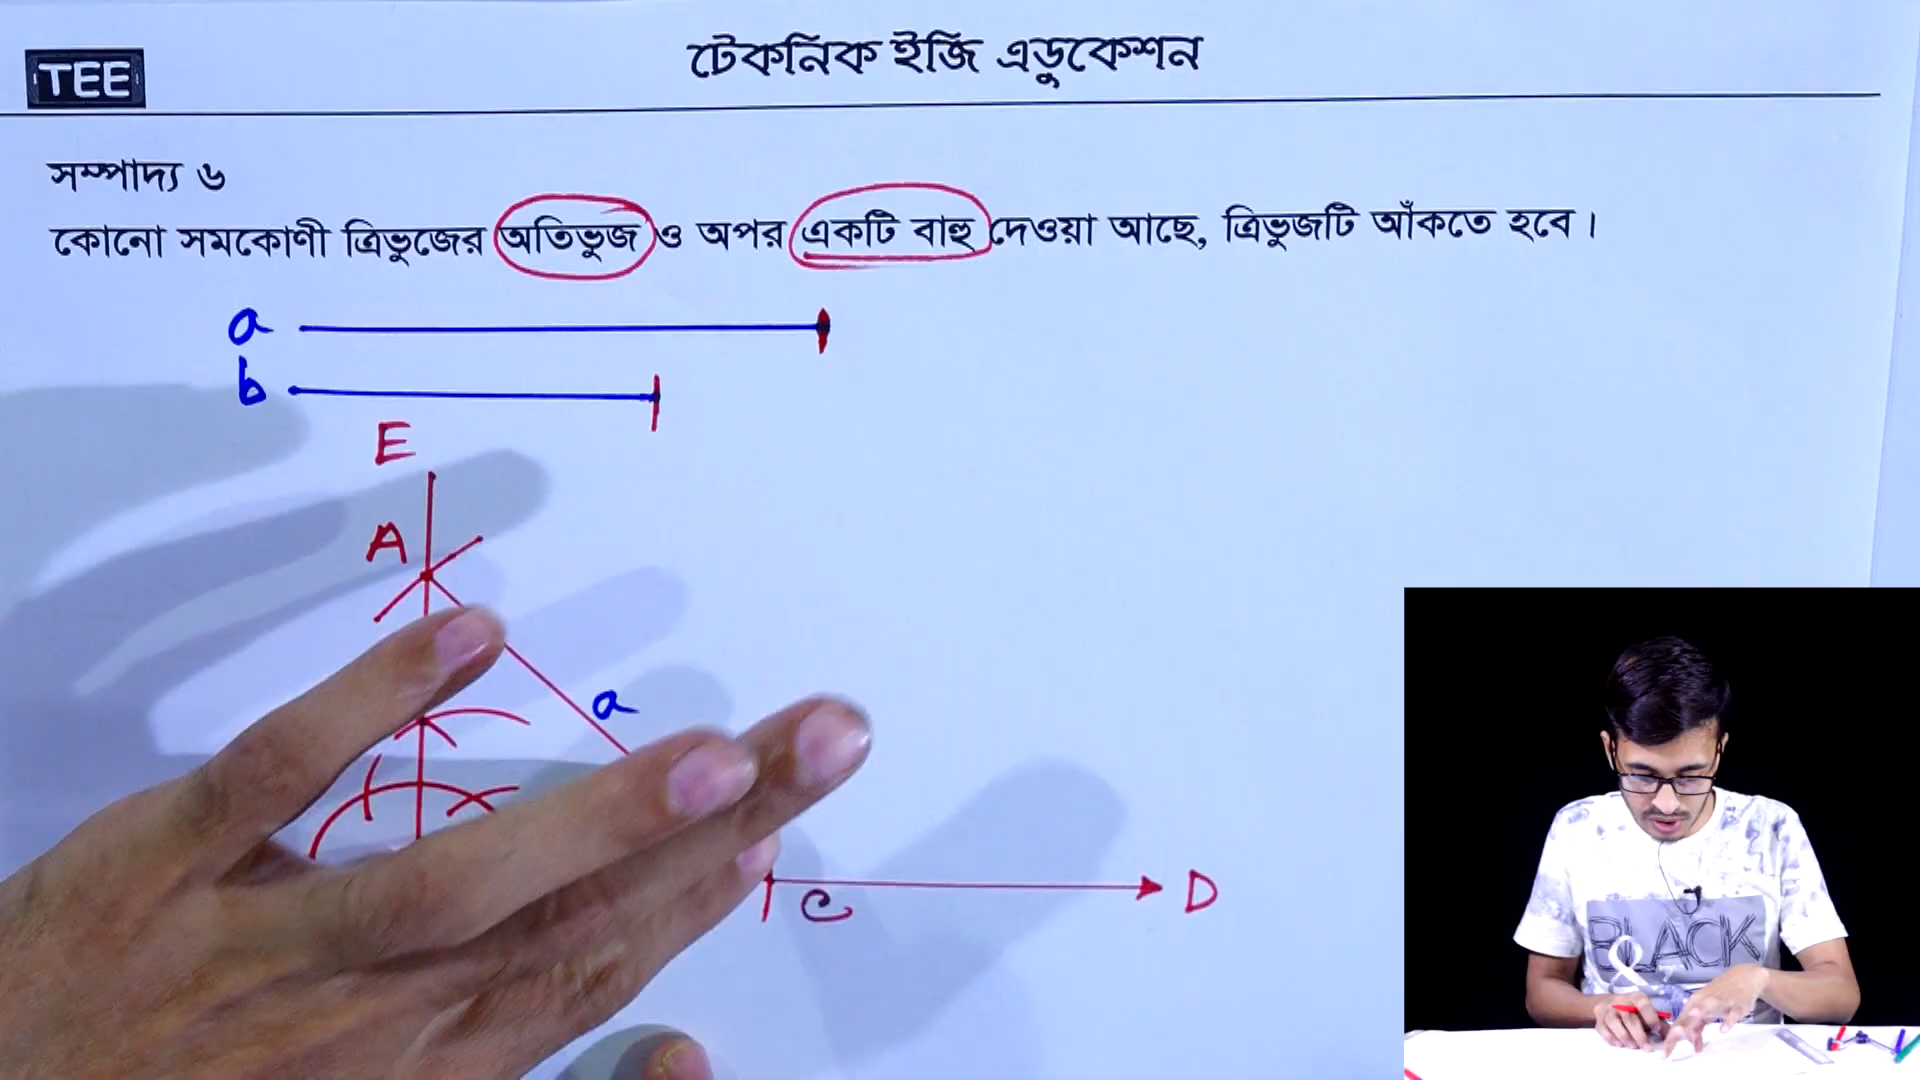 টেকনিক ইজি এডুকেশন
TEE
সম্পাদ্য ৬
কোনো সমকোণী ত্রিভুজের অতিভুজ ও অপর একটি বাহু দেওয়া আছে, ত্রিভুজটি আঁকতে হবে।
a
b
E
A
a
C
D
BLACK
&